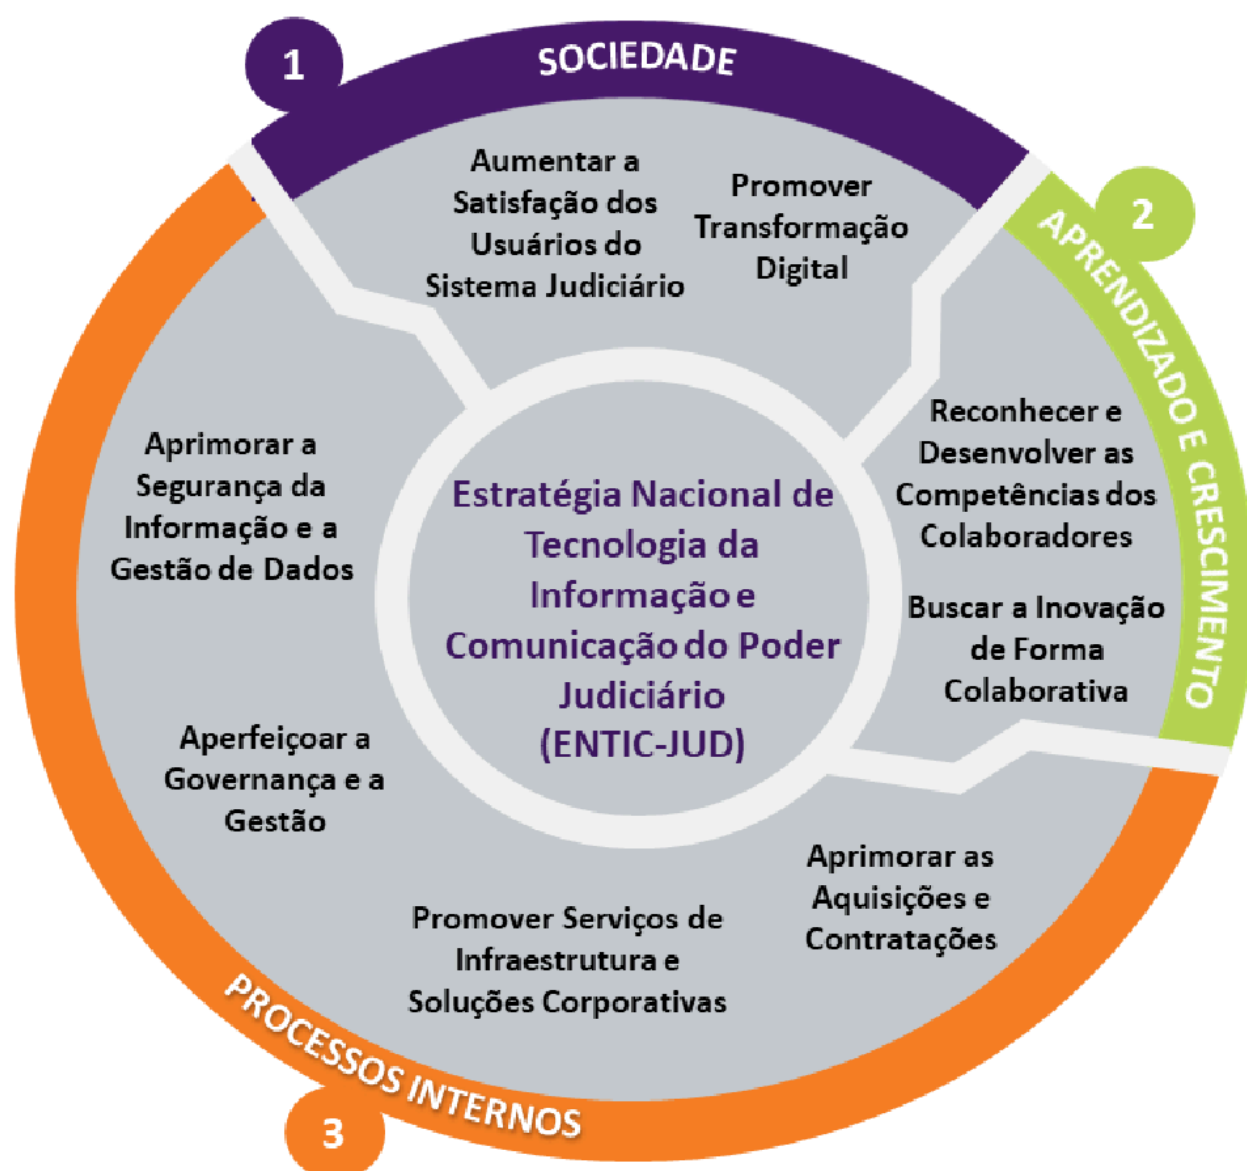 1
SOCIEDADE
Aumentar a
Satisfação dos
Usuários do
Sistema Judiciário
Promover
Transformação
Digital
2
APRENDIZADO E CRESCIMENTO
Reconhecer e
Desenvolver as
Competências dos
Colaboradores
Buscar a Inovação
de Forma
Colaborativa
Estratégia Nacional de
Tecnologia da
Informação e
Comunicação do Poder
Judiciário
(ENTIC-JUD)
Aprimorar a
Segurança da
Informação e a
Gestão de Dados
Aperfeiçoar a
Governança e a
Gestão
Promover Serviços de
Infraestrutura e
Soluções Corporativas
Aprimorar as
Aquisições e
Contratações
PROCESSOS INTERNOS
3